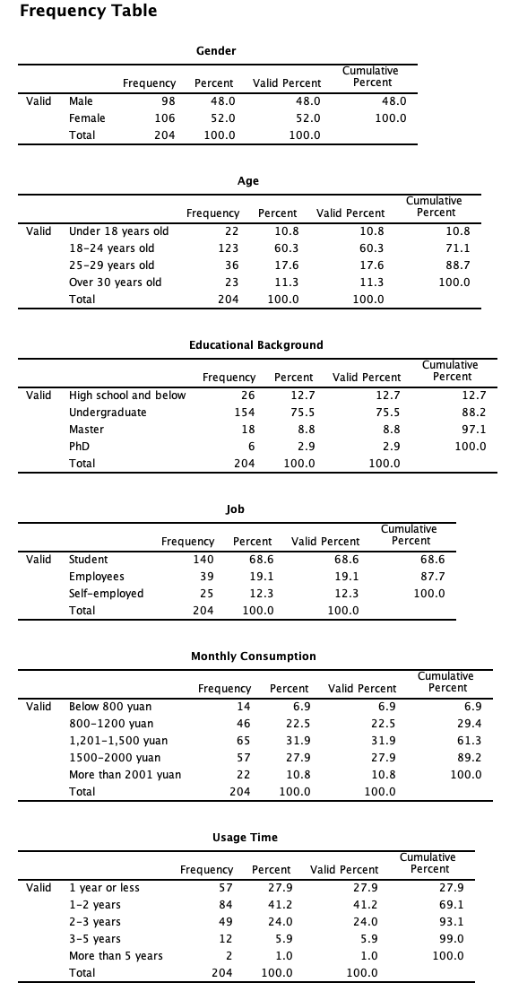 Frequency Table
Gender
Frequency Percent Valid Percent Cumulative Percent
Valid Male 98 48.0 48.0 48.0
Female 106 52.0 52.0 100.0
Total 204 100.0 100.0
Age
Frequency Percent Valid Percent Cumulative Percent
Valid Under 18 years old 22 10.8 10.8 10.8
18-24 years old 123 60.3 60.3 71.1
25-29 years old 36 17.6 17.6 88.7
Over 30 years old 23 11.3 11.3 100.0
Total 204 100.0 100.0
Educational Background
Frequency Percent Valid Percent Cumulative Percent
Valid High school and below 26 12.7 12.7 12.7
Undergraduate 154 75.5 75.5 88.2
Master 18 8.8 8.8 97.1
PhD 6 2.9 2.9 100.0
Total 204 100.0 100.0
Job
Frequency Percent Valid Percent Cumulative Percent
Valid Student 140 68.6 68.6 68.6
Employees 39 19.1 19.1 87.7
Self-employed 25 12.3 12.3 100.0
Total 204 100.0 100.0
Monthly Consumption
Frequency Percent Valid Percent Cumulative Percent
Valid Below 800 yuan 14 6.9 6.9 6.9
800-1200 yuan 46 22.5 22.5 29.4
1,201-1,500 yuan 65 31.9 31.9 61.3
1500-2000 yuan 57 27.9 27.9 89.2
More than 2001 yuan 22 10.8 10.8 100.0
Total 204 100.0 100.0
Usage Time
Frequency Percent Valid Percent Cumulative Percent
Valid 1 year or less 57 27.9 27.9 27.9
1-2 years 84 41.2 41.2 69.1
2-3 years 49 24.0 24.0 93.1
3-5 years 12 5.9 5.9 99.0
More than 5 years 2 1.0 1.0 100.0
Total 204 100.0 100.0